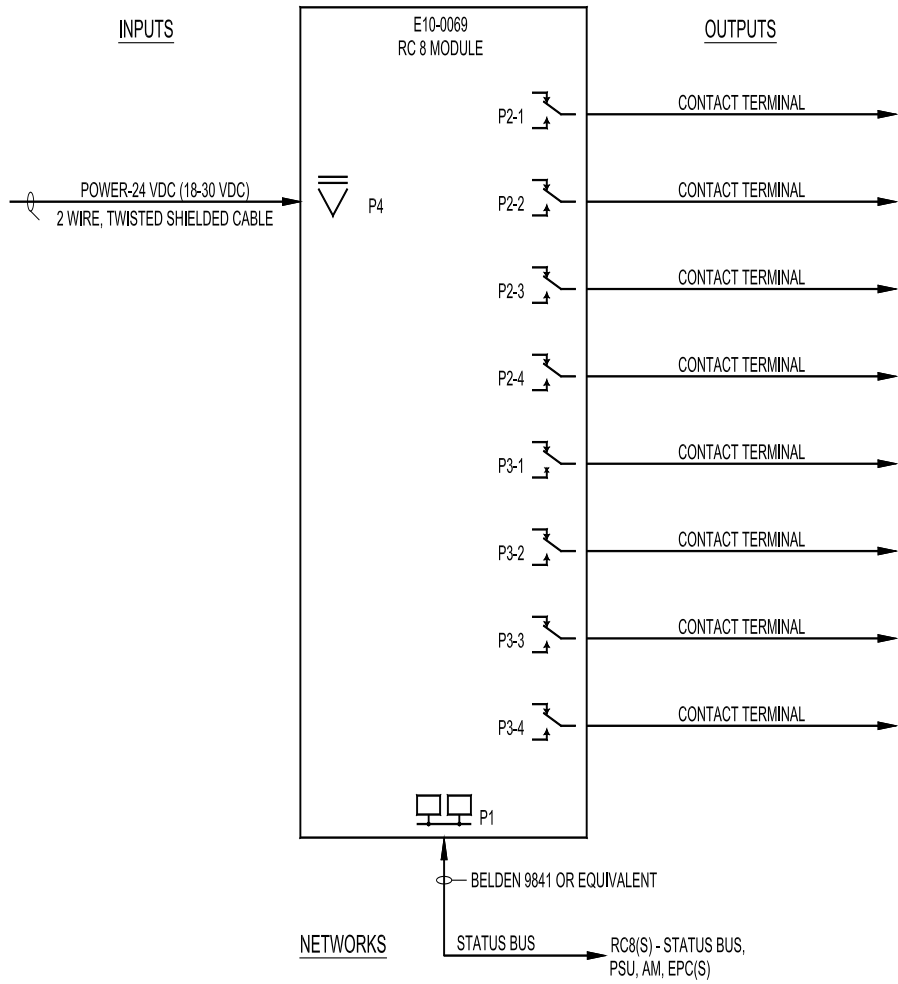 INPUTS
E10-0069
RC 8 MODULE
OUTPUTS
P2-1
CONTACT TERMINAL
POWER-24 VDC (18-30 VDC)
2 WIRE, TWISTED SHIELDED CABLE
P4
P2-2
CONTACT TERMINAL
P2-3
CONTACT TERMINAL
P2-4
CONTACT TERMINAL
P3-1
CONTACT TERMINAL
P3-2
CONTACT TERMINAL
P3-3
CONTACT TERMINAL
P3-4
CONTACT TERMINAL
P1
BELDEN 9841 OR EQUIVALENT
NETWORKS
STATUS BUS
RC8(S) - STATUS BUS,
PSU, AM, EPC(S)